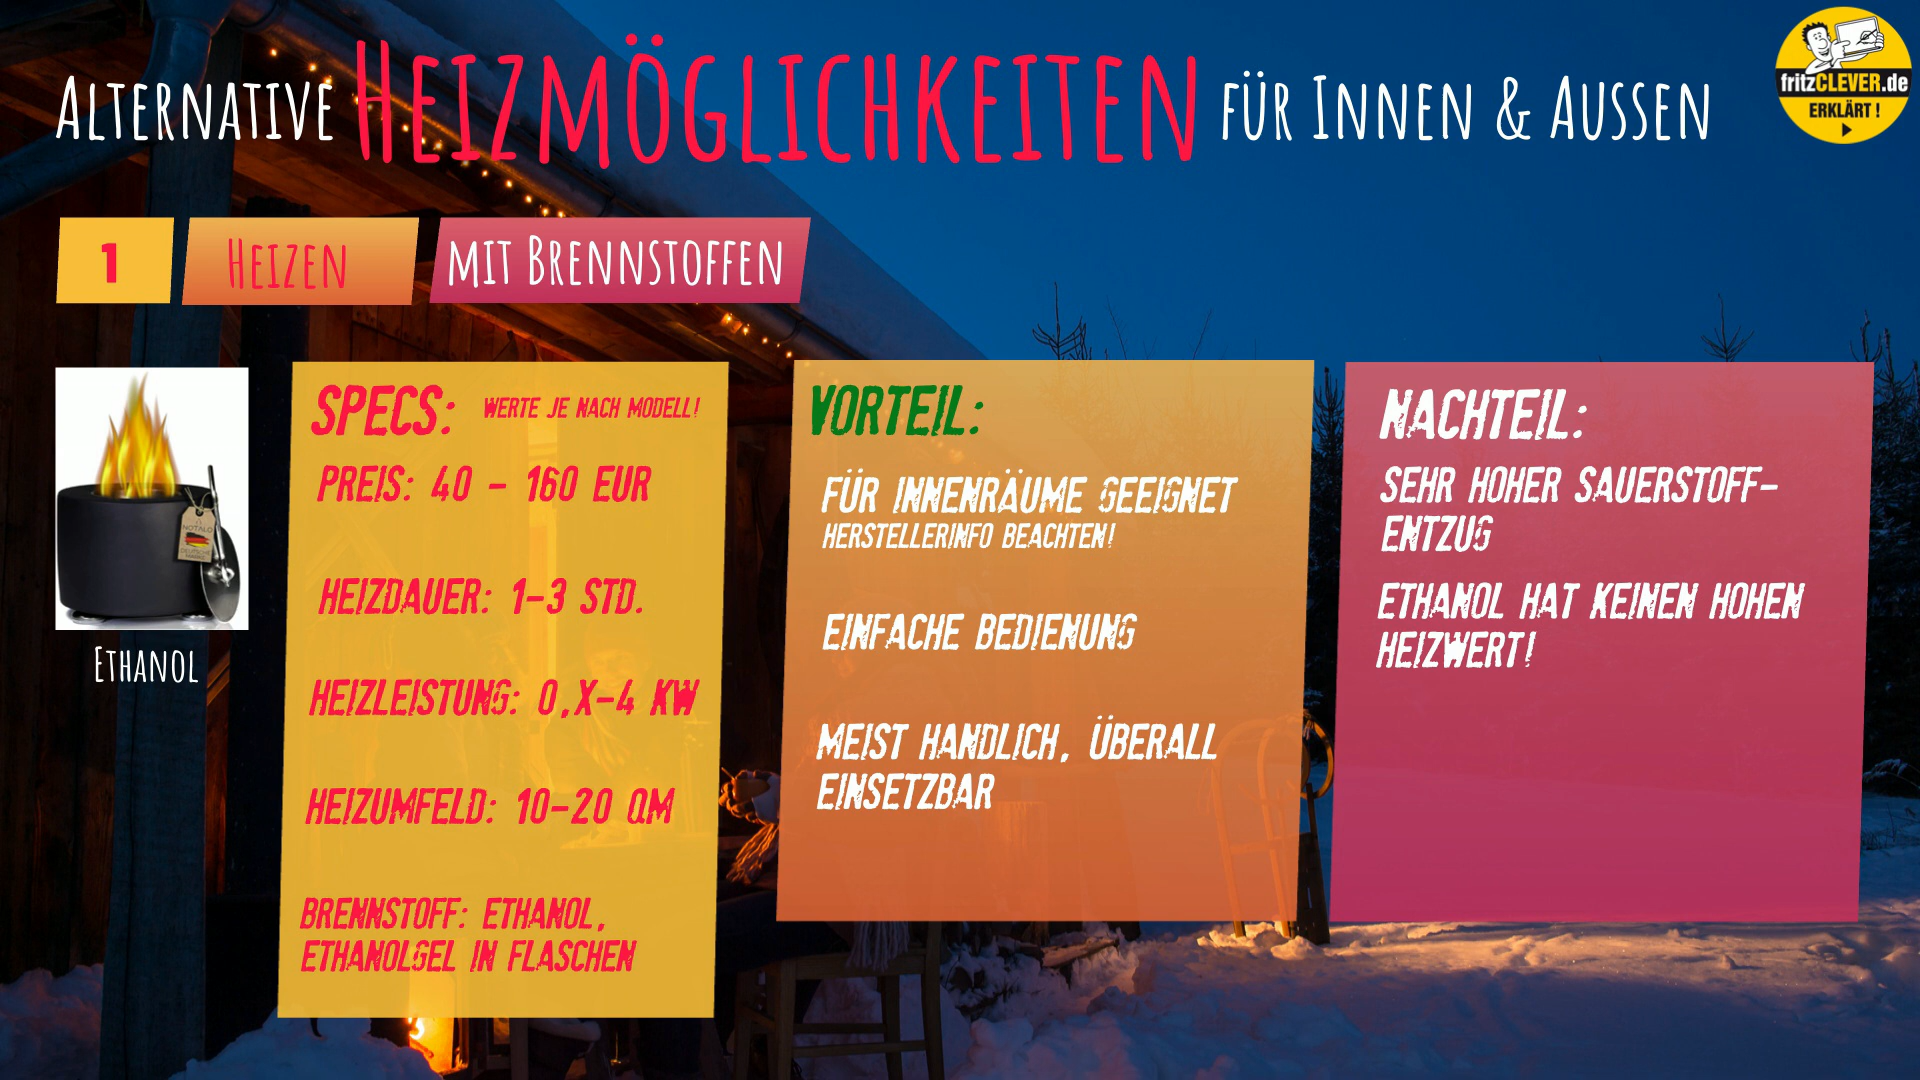 Alternative Heizmöglichkeiten für Innen & Aussen
fritzCLEVER.de
ERKLÄRT !
1 Heizen mit Brennstoffen
NOTALO
DEUTSCHE
Ethanol
SPECS: WERTE JE NACH MODELL!
PREIS: 40 - 160 EUR
HEIZDAUER: 1-3 STD.
HEIZLEISTUNG: 0,X-4 KW
HEIZUMFELD: 10-20 QM
BRENNSTOFF: ETHANOL,
ETHANOLGEL IN FLASCHEN
VORTEIL:
FÜR INNENRÄUME GEEIGNET
HERSTELLERINFO BEACHTEN!
EINFACHE BEDIENUNG
MEIST HANDLICH, ÜBERALL
EINSETZBAR
NACHTEIL:
SEHR HOHER SAUERSTOFF-
ENTZUG
ETHANOL HAT KEINEN HOHEN
HEIZWERT!